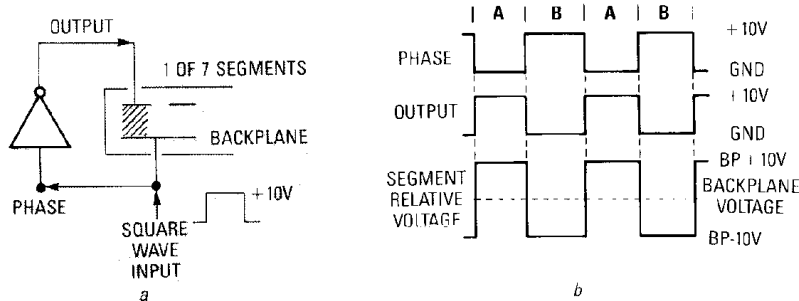 OUTPUT
1 OF 7 SEGMENTS
BACKPLANE
+10V
PHASE
SQUARE
WAVE
INPUT
a
A B A B
+10V
PHASE
GND
+10V
OUTPUT
GND
BP+10V
SEGMENT
RELATIVE
VOLTAGE
BACKPLANE
VOLTAGE
BP-10V
b